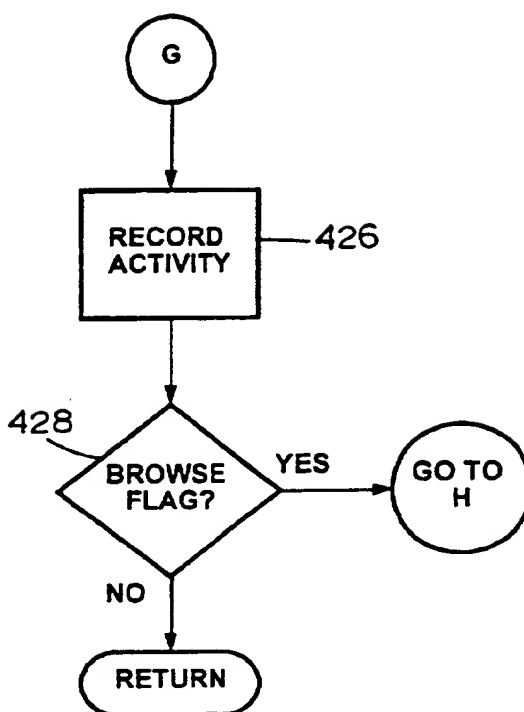 G
RECORD
ACTIVITY
426
428
BROWSE
FLAG?
YES
GO TO
H
NO
RETURN